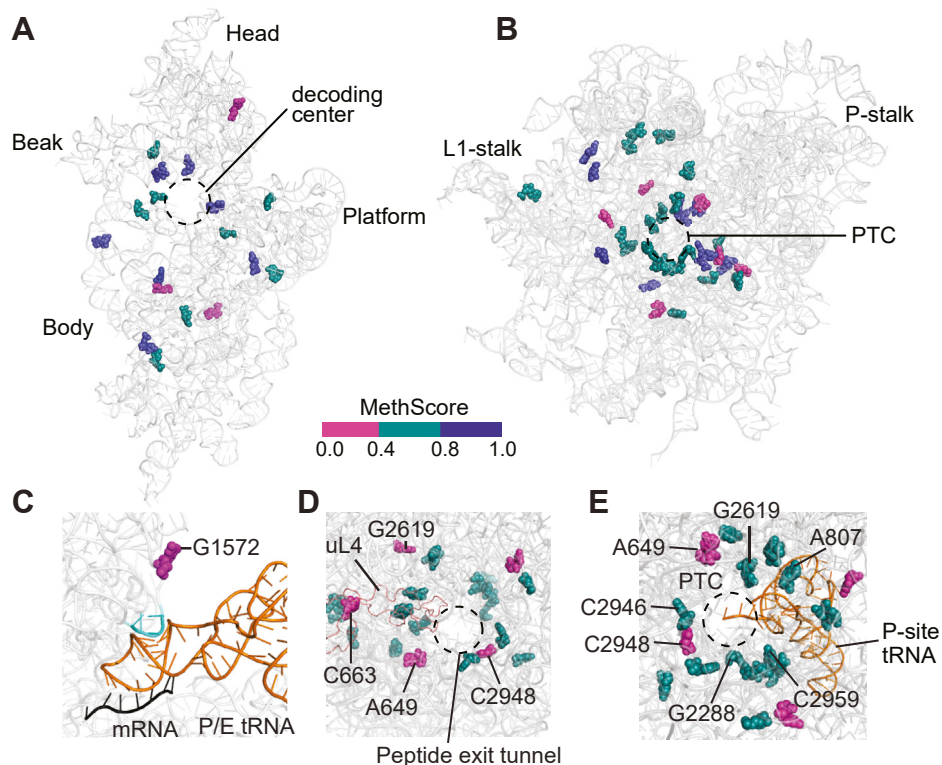 A
Head
decoding
center
Beak
Platform
Body
B
P-stalk
L1-stalk
PTC
MethScore
0.0 0.4 0.8 1.0
C
G1572
mRNA P/E tRNA
D
G2619
uL4
C663
A649
C2948
Peptide exit tunnel
E
G2619
A649
A807
PTC
C2946
C2948
P-site
tRNA
G2288
C2959